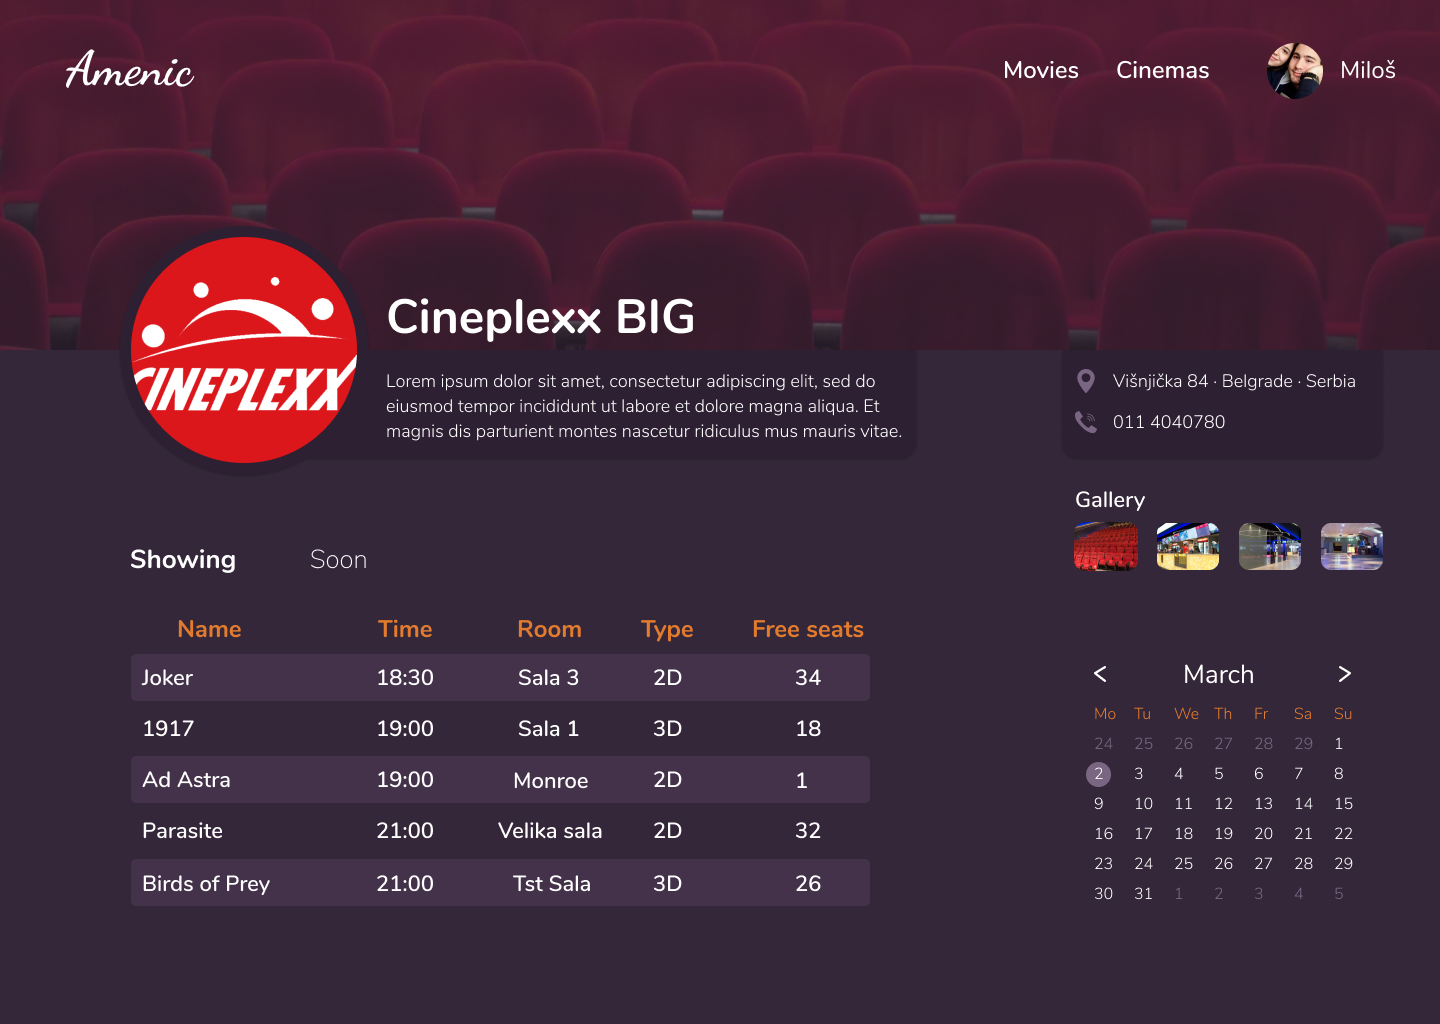 Amenic
Movies Cinemas Miloš
CINEPLEXX
Cineplexx BIG
Lorem ipsum dolor sit amet, consectetur adipiscing elit, sed do
eiusmod tempor incididunt ut labore et dolore magna aliqua. Et
magnis dis parturient montes nascetur ridiculus mus mauris vitae.
Višnjička 84 · Belgrade · Serbia
011 4040780
Gallery
Showing Soon
Name Time Room Type Free seats
Joker 18:30 Sala 3 2D 34
1917 19:00 Sala 1 3D 18
Ad Astra 19:00 Monroe 2D 1
Parasite 21:00 Velika sala 2D 32
Birds of Prey 21:00 Tst Sala 3D 26
< March >
Mo Tu We Th Fr Sa Su
24 25 26 27 28 29 1
2 3 4 5 6 7 8
9 10 11 12 13 14 15
16 17 18 19 20 21 22
23 24 25 26 27 28 29
30 31 1 2 3 4 5